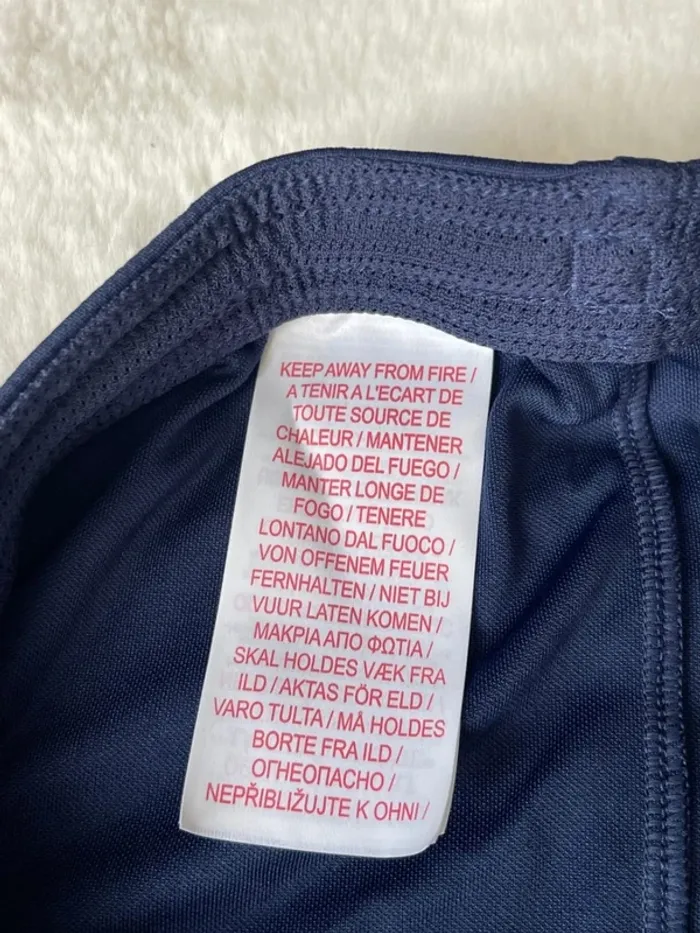 KEEP AWAY FROM FIRE /
A TENIR A L'ECART DE
TOUTE SOURCE DE
CHALEUR / MANTENER
ALEJADO DEL FUEGO /
MANTER LONGE DE
FOGO / TENERE
LONTANO DAL FUOCO /
VON OFFENEM FEUER
FERNHALTEN / NIET BIJ
VUUR LATEN KOMEN /
ΜΑΚΡΙΑ ΑΠΟ ΦΩΤΙΑ /
SKAL HOLDES VÆK FRA
ILD / AKTAS FÖR ELD /
VARO TULTA / MÅ HOLDES
BORTE FRA ILD /
ОГНЕОПАСНО /
NEPŘIBLIŽUJTE K OHNI /